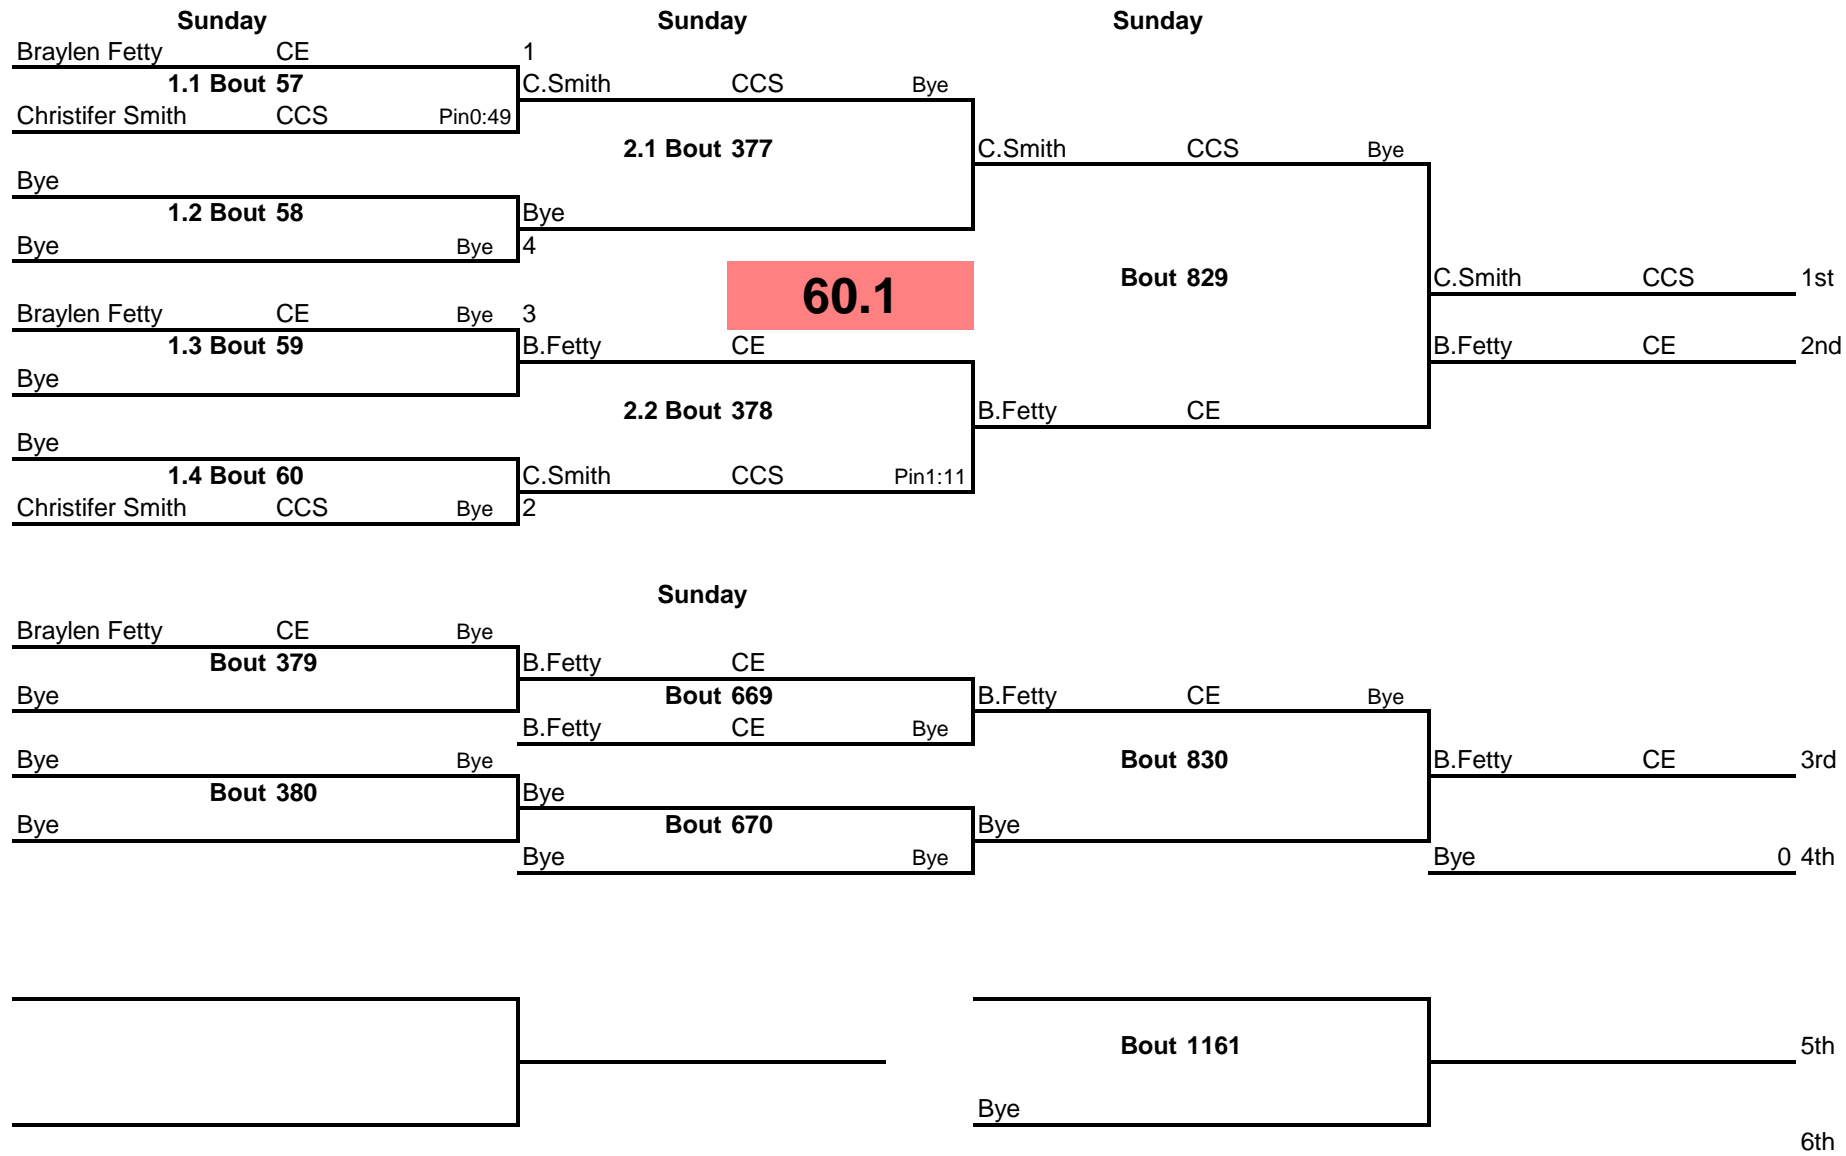 Sunday Sunday Sunday
Braylen Fetty CE 1
1.1 Bout 57 C.Smith CCS Bye
Christifer Smith CCS Pin0:49
2.1 Bout 377 C.Smith CCS Bye
Bye
1.2 Bout 58 Bye
Bye Bye 4
60.1 Bout 829 C.Smith CCS 1st
Braylen Fetty CE Bye 3
1.3 Bout 59 B.Fetty CE B.Fetty CE 2nd
Bye
2.2 Bout 378 B.Fetty CE
Bye
1.4 Bout 60 C.Smith CCS Pin1:11
Christifer Smith CCS Bye 2
Sunday
Braylen Fetty CE Bye
Bout 379 B.Fetty CE
Bye Bout 669 B.Fetty CE Bye
B.Fetty CE Bye
Bye Bye Bout 830 B.Fetty CE 3rd
Bout 380 Bye
Bye Bout 670 Bye
Bye Bye Bye 0 4th
Bout 1161 5th
Bye
6th